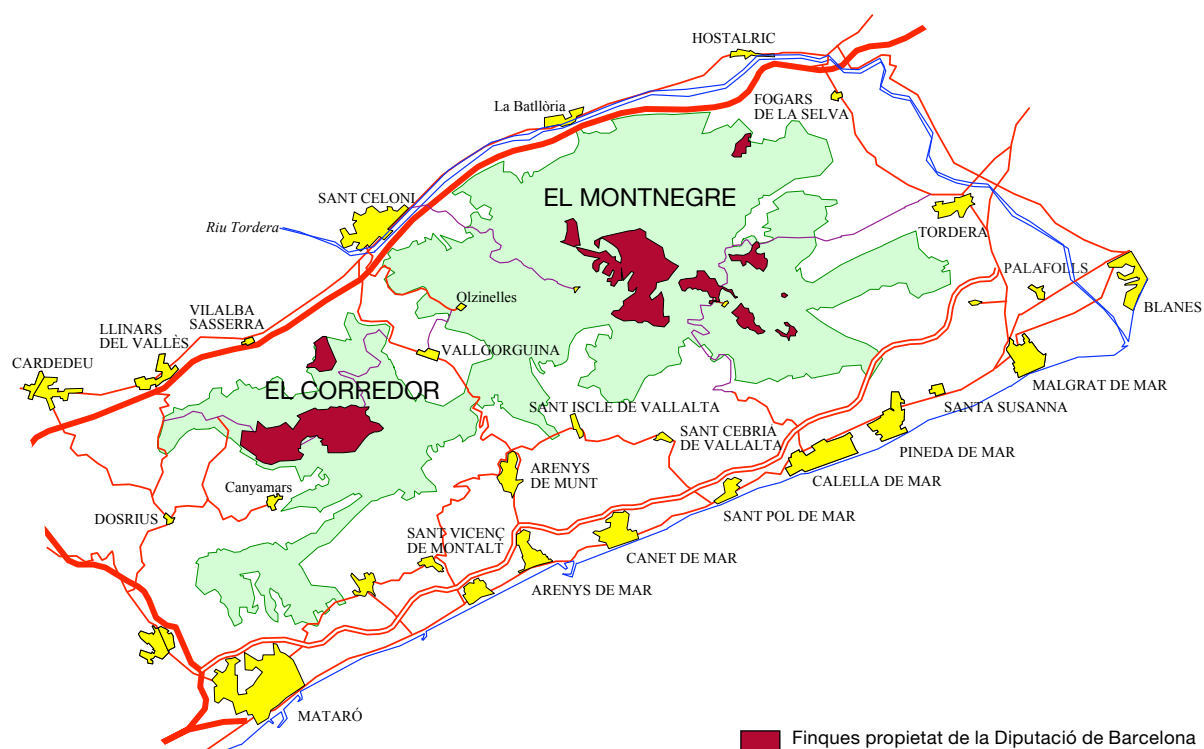 HOSTALRIC
La Batllòria
FOGARS
DE LA SELVA
SANT CELONI
EL MONTNEGRE
Riu Tordera
TORDERA
PALAFOLLS
BLANES
Olzinelles
VILALBA
SASSERRA
LLINARS
DEL VALLÈS
CARDEDEU
VALLGORGUINA
EL CORREDOR
MALGRAT DE MAR
SANTA SUSANNA
SANT ISCLE DE VALLALTA
SANT CEBRIÀ
DE VALLALTA
PINEDA DE MAR
ARENYS
DE MUNT
CALELLA DE MAR
Canyamars
SANT POL DE MAR
DOSRIUS
SANT VICENÇ
DE MONTALT
CANET DE MAR
ARENYS DE MAR
MATARÓ
Finques propietat de la Diputació de Barcelona